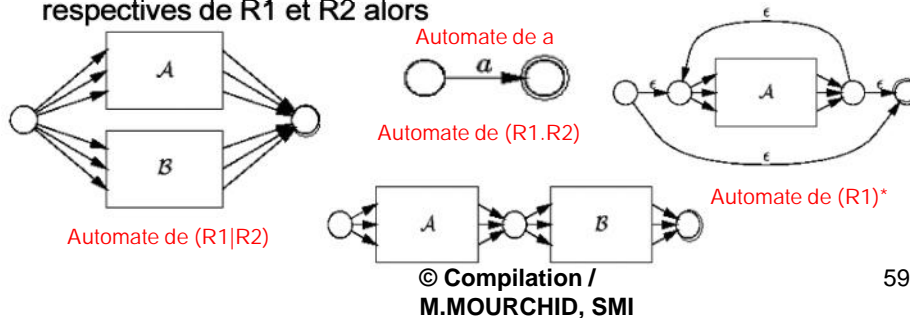 respectives de R1 et R2 alors
Automate de a
a
ϵ
A
B
Automate de (R1|R2)
Automate de (R1.R2)
ϵ
A
ϵ
ϵ
Automate de (R1)*
A
B
© Compilation /
M.MOURCHID, SMI
59